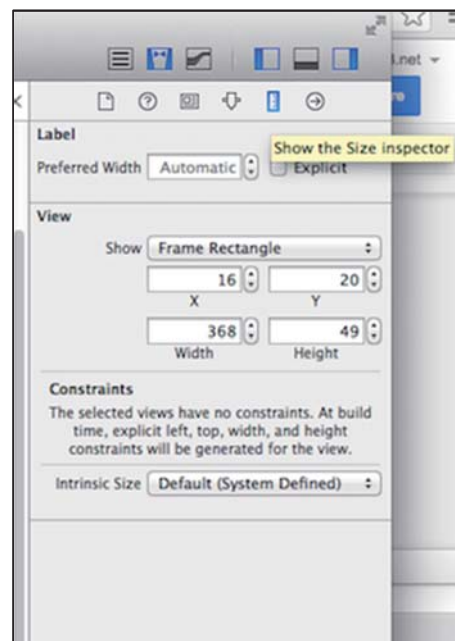 .net
re
Label
Show the Size inspector
Preferred Width Automatic Explicit
View
Show Frame Rectangle
16 20
X Y
368 49
Width Height
Constraints
The selected views have no constraints. At build
time, explicit left, top, width, and height
constraints will be generated for the view.
Intrinsic Size Default (System Defined)